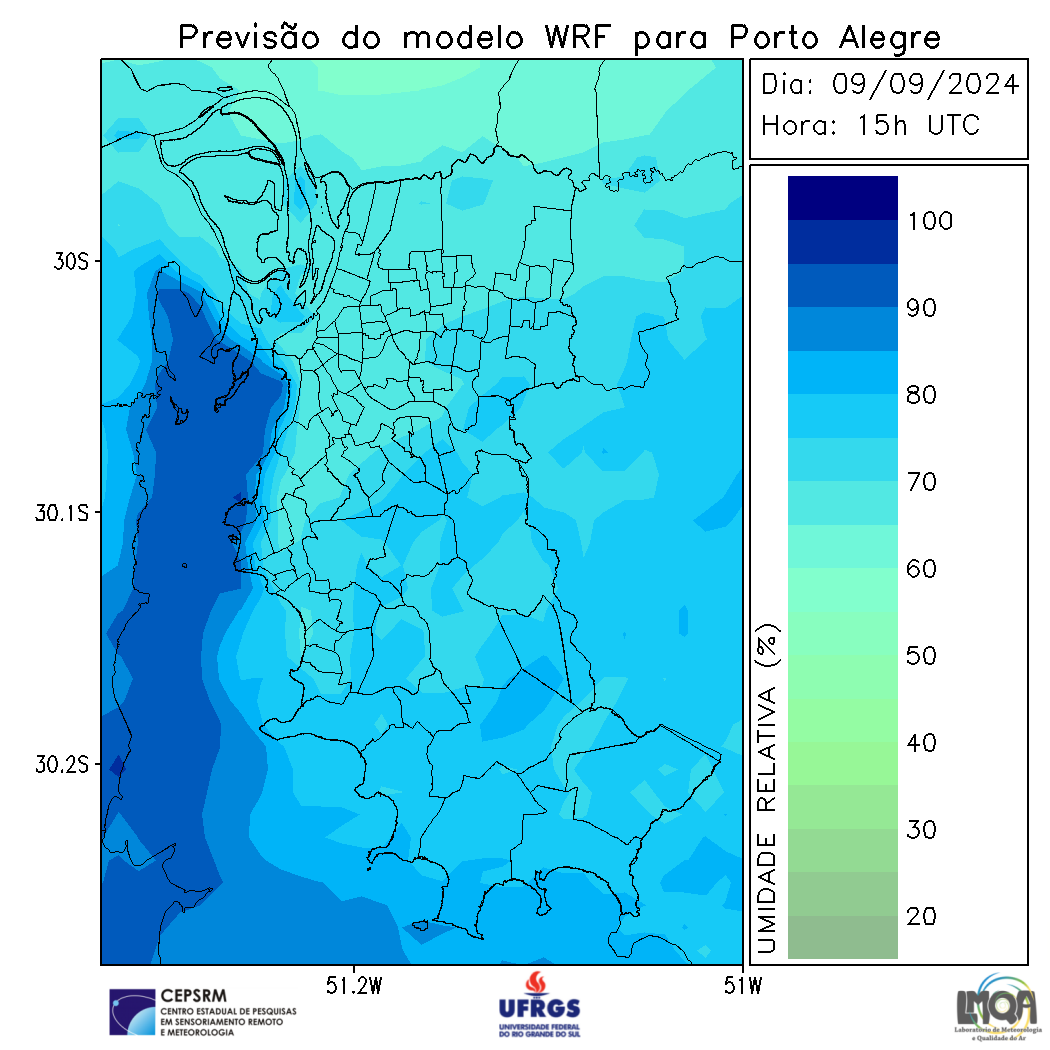 Previsão do modelo WRF para Porto Alegre
Dia: 09/09/2024
Hora: 15h UTC
30S
30.1S
30.2S
51.2W
51W
100
90
80
70
60
50
40
30
20
UMIDADE RELATIVA (%)
CEPSRM
CENTRO ESTADUAL DE PESQUISAS
EM SENSORIAMENTO REMOTO
E METEOROLOGIA
UFRGS
UNIVERSIDADE FEDERAL
DO RIO GRANDE DO SUL
LMQA
Laboratório de Meteorologia
e Qualidade do Ar